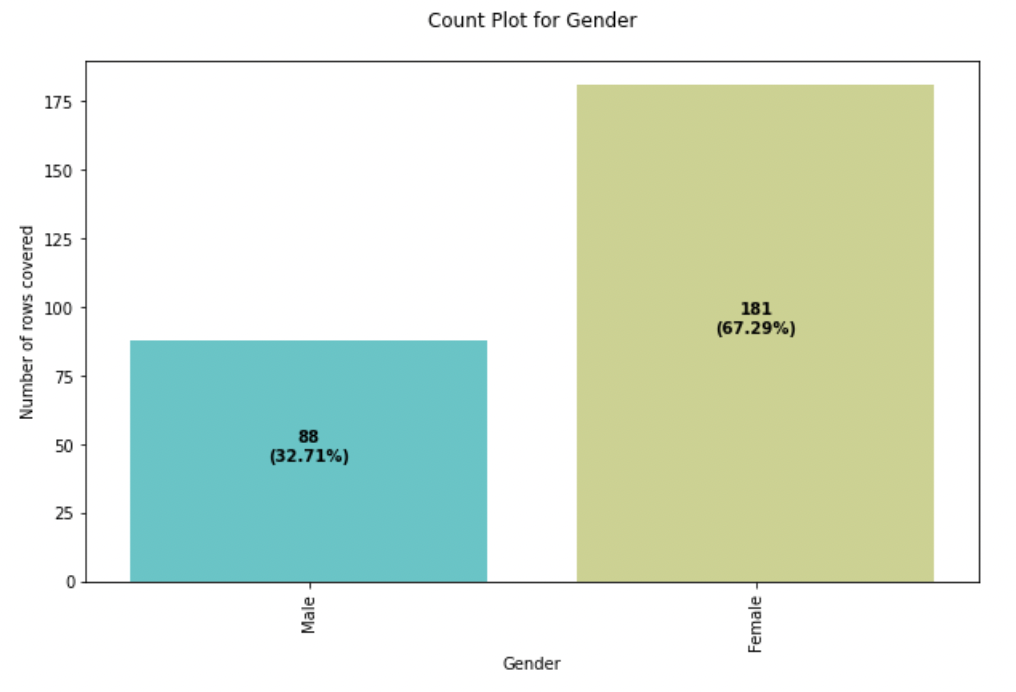 Count Plot for Gender
Number of rows covered
175
150
125
100
75
50
25
0
88
(32.71%)
181
(67.29%)
Male
Female
Gender